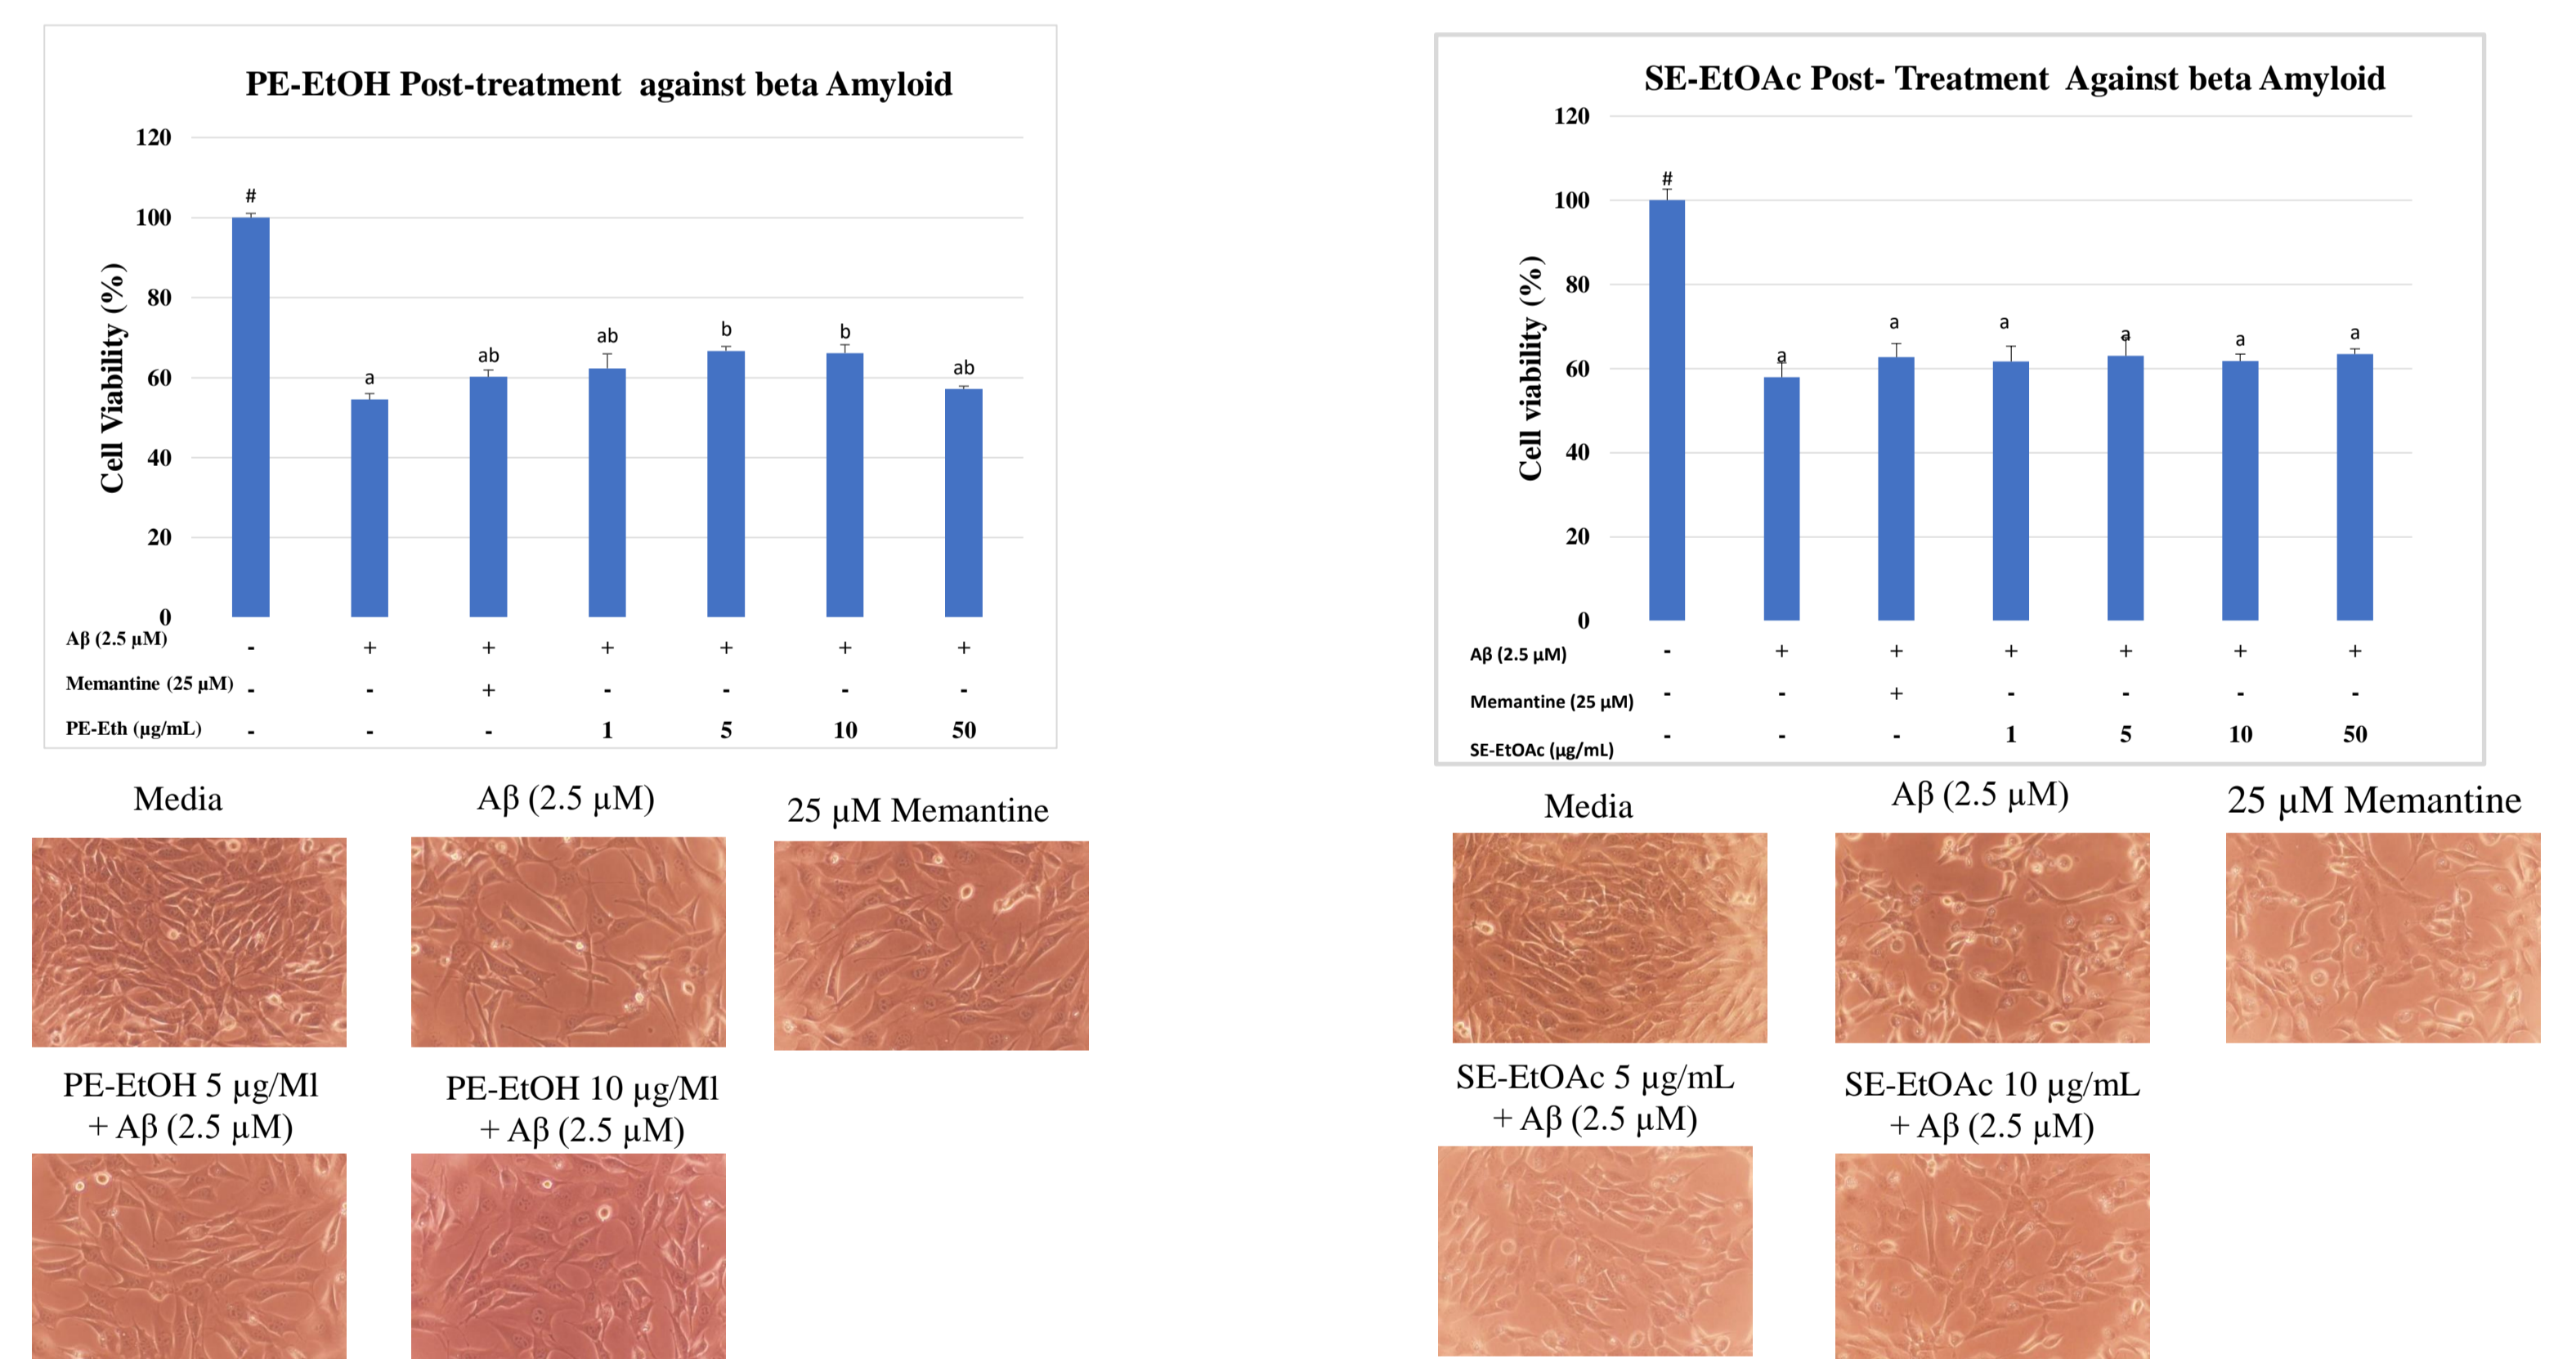 PE-EtOH Post-treatment against beta Amyloid
120
#
100
Cell Viability (%)
80
a
ab
ab
b
b
ab
60
40
20
0
Aβ (2.5 µM) - + + + + + +
Memantine (25 µM) - - + - - - -
PE-Eth (µg/mL) - - - 1 5 10 50
Media
Aβ (2.5 µM)
25 µM Memantine
PE-EtOH 5 µg/Ml
+ Aβ (2.5 µM)
PE-EtOH 10 µg/Ml
+ Aβ (2.5 µM)
SE-EtOAc Post- Treatment Against beta Amyloid
120
#
100
Cell viability (%)
80
a
a
a
a
a
a
60
40
20
0
Aβ (2.5 µM) - + + + + + +
Memantine (25 µM) - - + - - - -
SE-EtOAc (µg/mL) - - - 1 5 10 50
Media
Aβ (2.5 µM)
25 µM Memantine
SE-EtOAc 5 µg/mL
+ Aβ (2.5 µM)
SE-EtOAc 10 µg/mL
+ Aβ (2.5 µM)